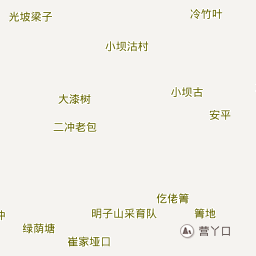 光坡梁子
冷竹叶
小坝沽村
小坝古
大漆树
安平
二冲老包
仡佬箐
明子山采育队
箐地
冲
绿荫塘
营丫口
崔家垭口